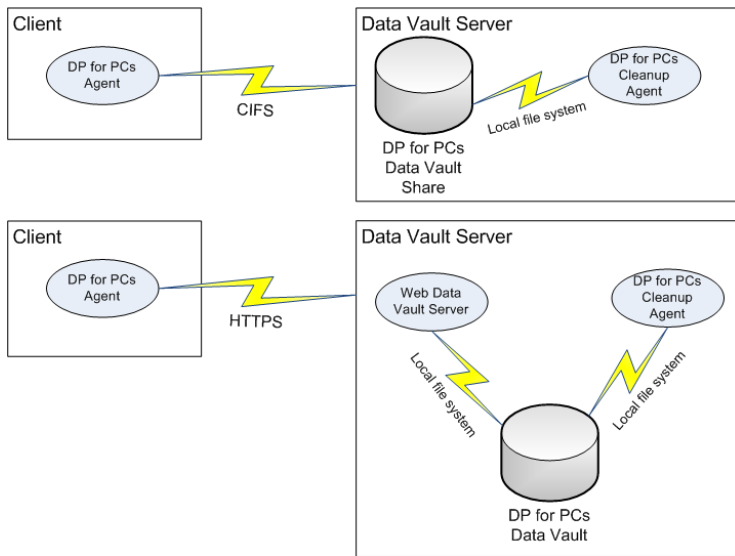 Client
DP for PCs
Agent
CIFS
Data Vault Server
DP for PCs
Data Vault
Share
Local file system
DP for PCs
Cleanup
Agent
Client
DP for PCs
Agent
HTTPS
Data Vault Server
Web Data
Vault Server
DP for PCs
Cleanup
Agent
Local file system
Local file system
DP for PCs
Data Vault